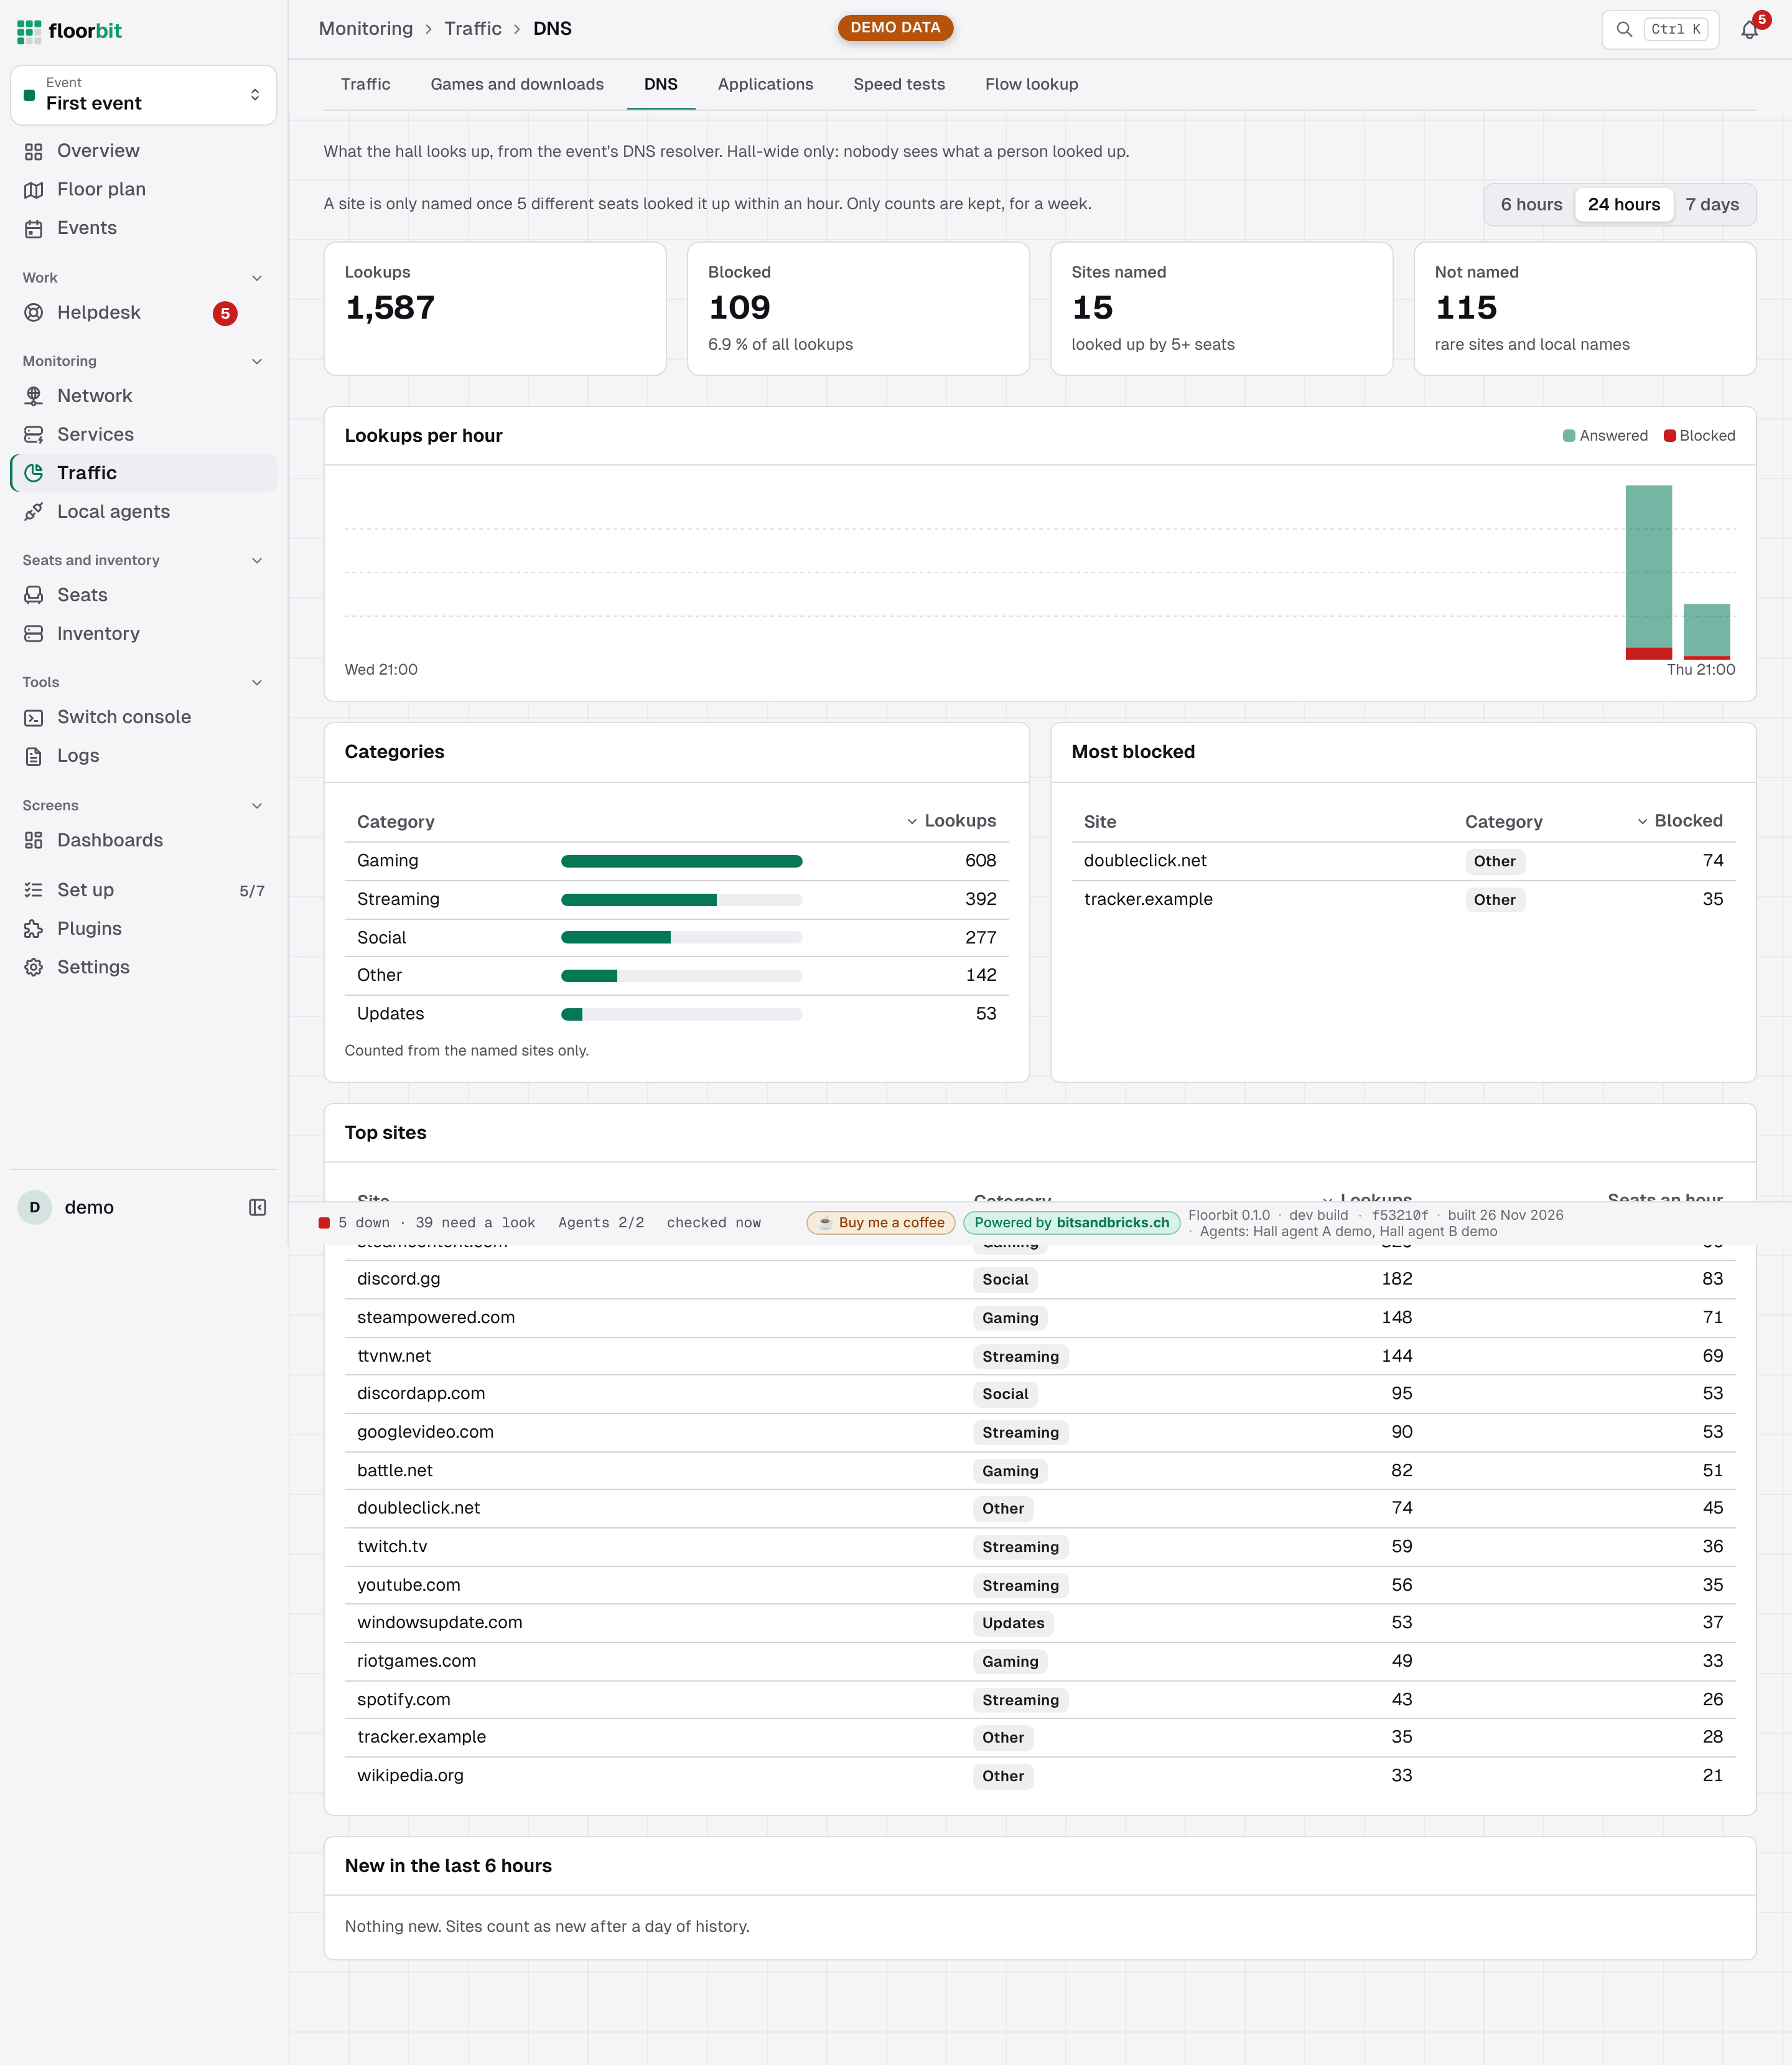 floorbit
Event
First event
Overview
Floor plan
Events
Work
Helpdesk 5
Monitoring
Network
Services
Traffic
Local agents
Seats and inventory
Seats
Inventory
Tools
Switch console
Logs
Screens
Dashboards
Set up 5/7
Plugins
Settings
D demo
Monitoring > Traffic > DNS
DEMO DATA
Ctrl K
5
Traffic Games and downloads DNS Applications Speed tests Flow lookup
What the hall looks up, from the event's DNS resolver. Hall-wide only: nobody sees what a person looked up.
A site is only named once 5 different seats looked it up within an hour. Only counts are kept, for a week.
6 hours 24 hours 7 days
Lookups
1,587
Blocked
109
6.9 % of all lookups
Sites named
15
looked up by 5+ seats
Not named
115
rare sites and local names
Lookups per hour
Answered Blocked
Wed 21:00 Thu 21:00
Categories
Category Lookups
Gaming 608
Streaming 392
Social 277
Other 142
Updates 53
Counted from the named sites only.
Most blocked
Site Category Blocked
doubleclick.net Other 74
tracker.example Other 35
Top sites
Site Category Lookups Seats an hour
5 down · 39 need a look Agents 2/2 checked now
Buy me a coffee
Powered by bitsandbricks.ch
Floorbit 0.1.0 · dev build · f53210f · built 26 Nov 2026
· Agents: Hall agent A demo, Hall agent B demo
steamcontent.com Gaming
discord.gg Social 182 83
steampowered.com Gaming 148 71
ttvnw.net Streaming 144 69
discordapp.com Social 95 53
googlevideo.com Streaming 90 53
battle.net Gaming 82 51
doubleclick.net Other 74 45
twitch.tv Streaming 59 36
youtube.com Streaming 56 35
windowsupdate.com Updates 53 37
riotgames.com Gaming 49 33
spotify.com Streaming 43 26
tracker.example Other 35 28
wikipedia.org Other 33 21
New in the last 6 hours
Nothing new. Sites count as new after a day of history.